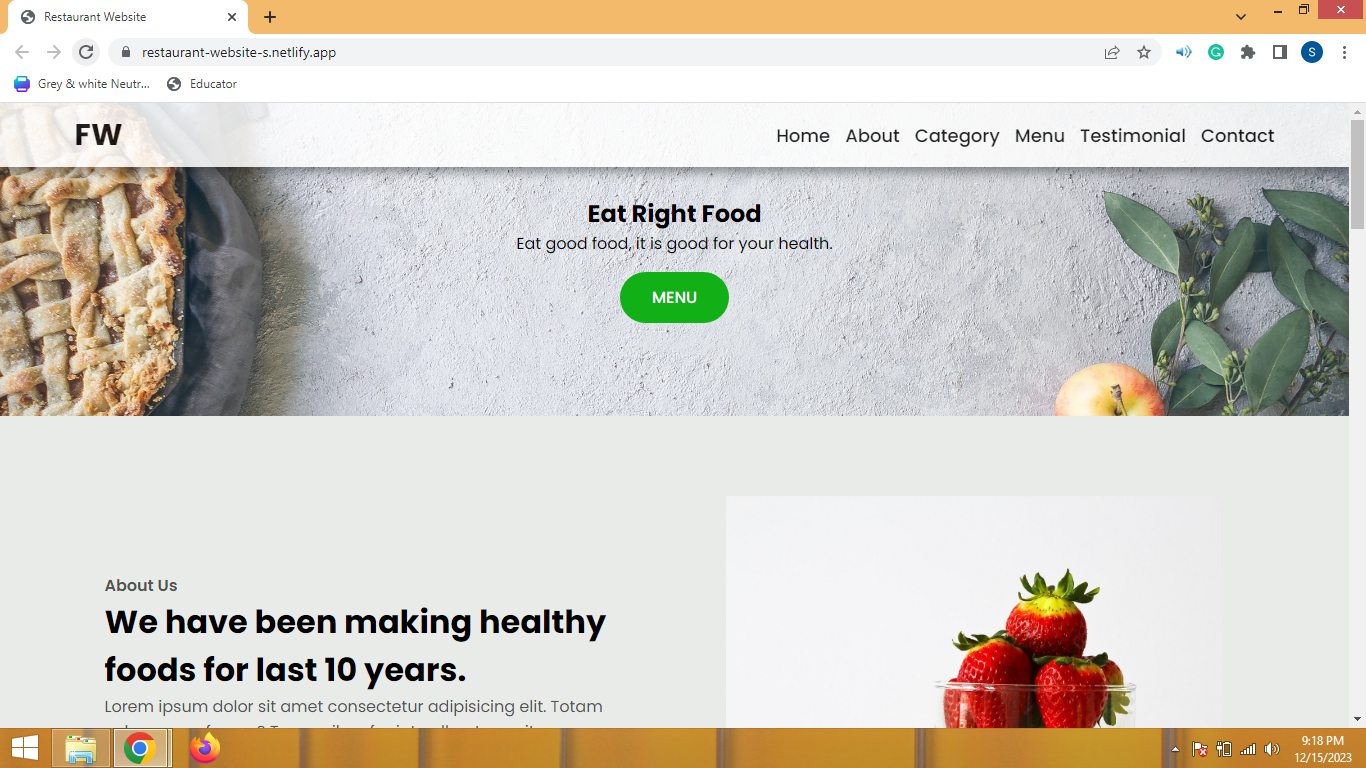 Restaurant Website
restaurant-website-s.netlify.app
S
Grey & white Neutr...
Educator
FW
Home About Category Menu Testimonial Contact
Eat Right Food
Eat good food, it is good for your health.
MENU
About Us
We have been making healthy
foods for last 10 years.
Lorem ipsum dolor sit amet consectetur adipisicing elit. Totam
9:18 PM
12/15/2023